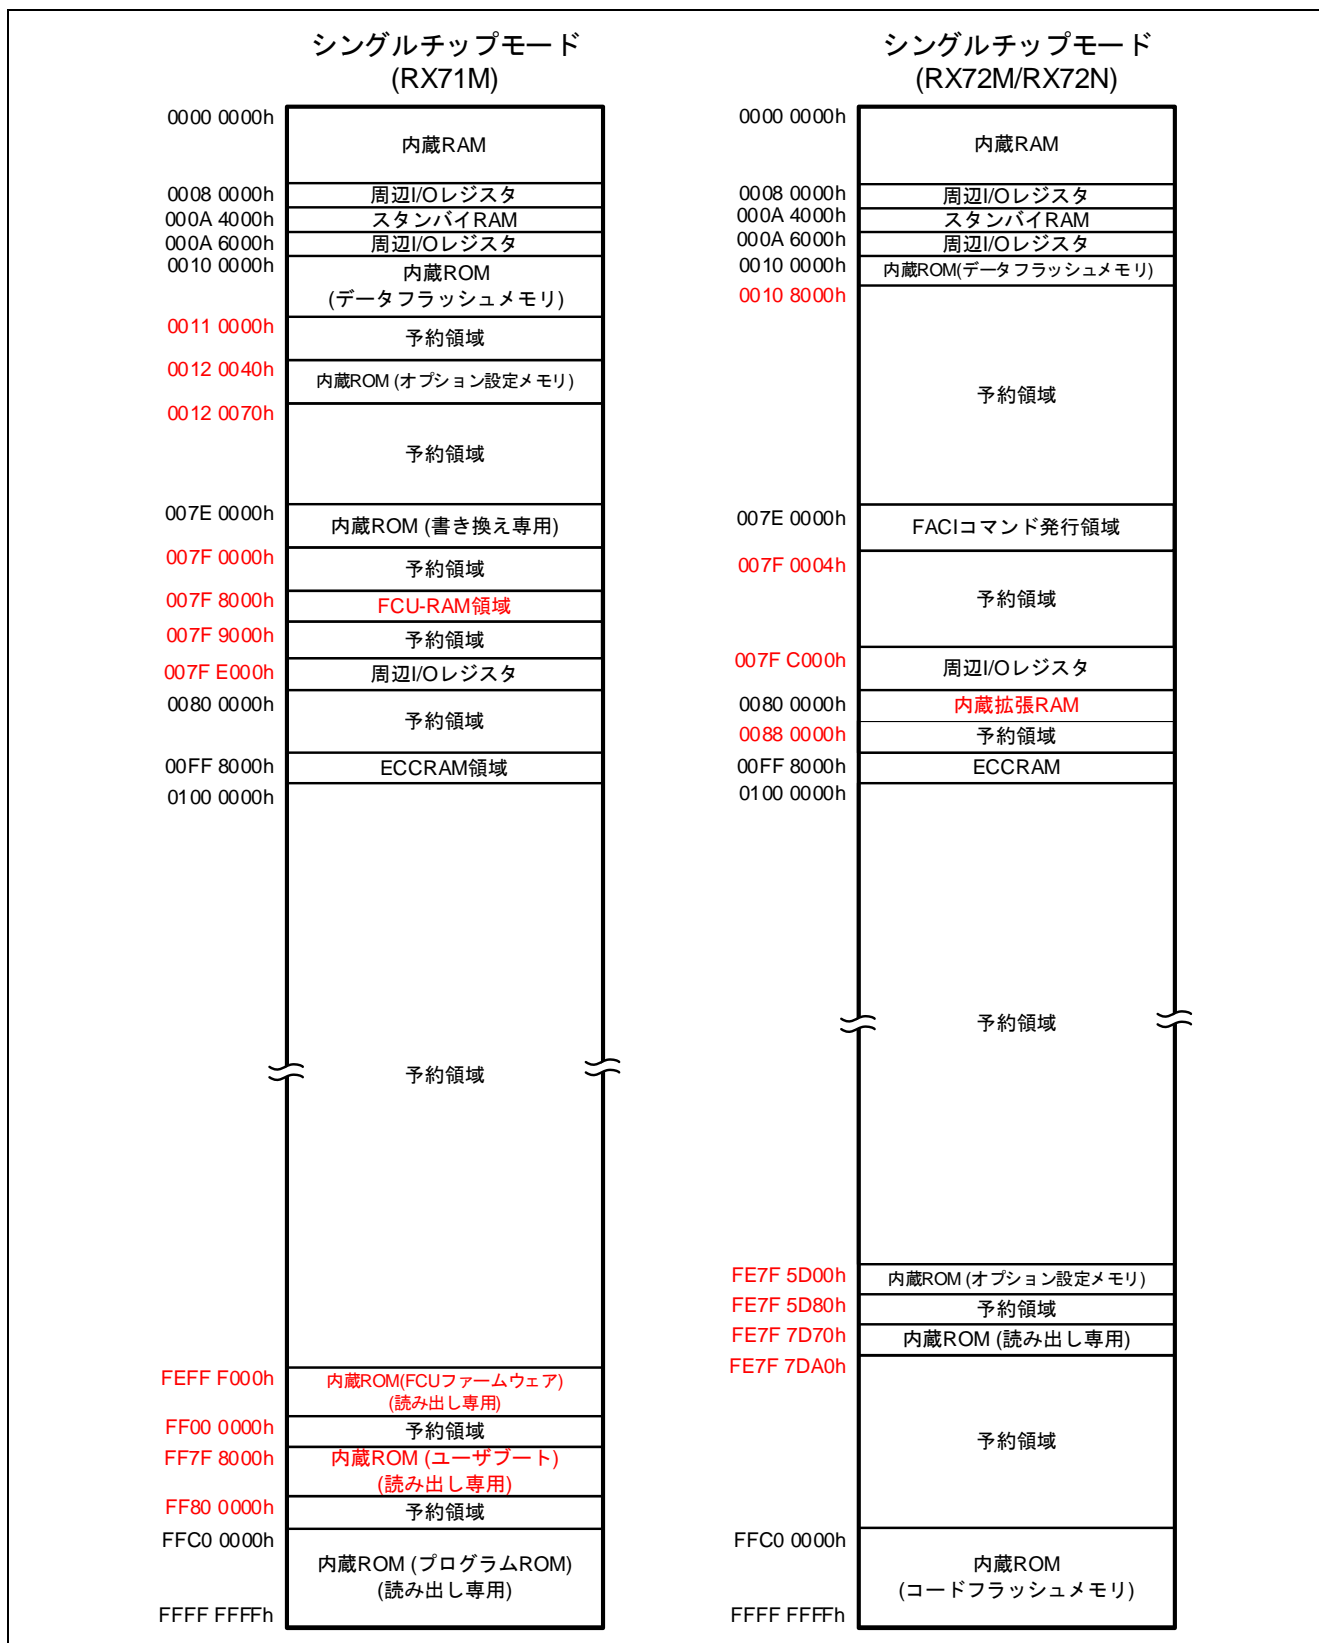 シングルチップモード
(RX71M)
0000 0000h
内蔵RAM
0008 0000h
周辺I/Oレジスタ
000A 4000h
スタンバイRAM
000A 6000h
周辺I/Oレジスタ
0010 0000h
内蔵ROM
(データフラッシュメモリ)
0011 0000h
予約領域
0012 0040h
内蔵ROM (オプション設定メモリ)
0012 0070h
予約領域
007E 0000h
内蔵ROM (書き換え専用)
007F 0000h
予約領域
007F 8000h
FCU-RAM領域
007F 9000h
予約領域
007F E000h
周辺I/Oレジスタ
0080 0000h
予約領域
00FF 8000h
ECCRAM領域
0100 0000h
予約領域
FEFF F000h
内蔵ROM(FCUファームウェア)
(読み出し専用)
FF00 0000h
予約領域
FF7F 8000h
内蔵ROM (ユーザブート)
(読み出し専用)
FF80 0000h
予約領域
FFC0 0000h
内蔵ROM (プログラムROM)
(読み出し専用)
FFFF FFFFh
シングルチップモード
(RX72M/RX72N)
0000 0000h
内蔵RAM
0008 0000h
周辺I/Oレジスタ
000A 4000h
スタンバイRAM
000A 6000h
周辺I/Oレジスタ
0010 0000h
内蔵ROM(データフラッシュメモリ)
0010 8000h
予約領域
007E 0000h
FACIコマンド発行領域
007F 0004h
予約領域
007F C000h
周辺I/Oレジスタ
0080 0000h
内蔵拡張RAM
0088 0000h
予約領域
00FF 8000h
ECCRAM
0100 0000h
予約領域
FE7F 5D00h
内蔵ROM (オプション設定メモリ)
FE7F 5D80h
予約領域
FE7F 7D70h
内蔵ROM (読み出し専用)
FE7F 7DA0h
予約領域
FFC0 0000h
内蔵ROM
(コードフラッシュメモリ)
FFFF FFFFh